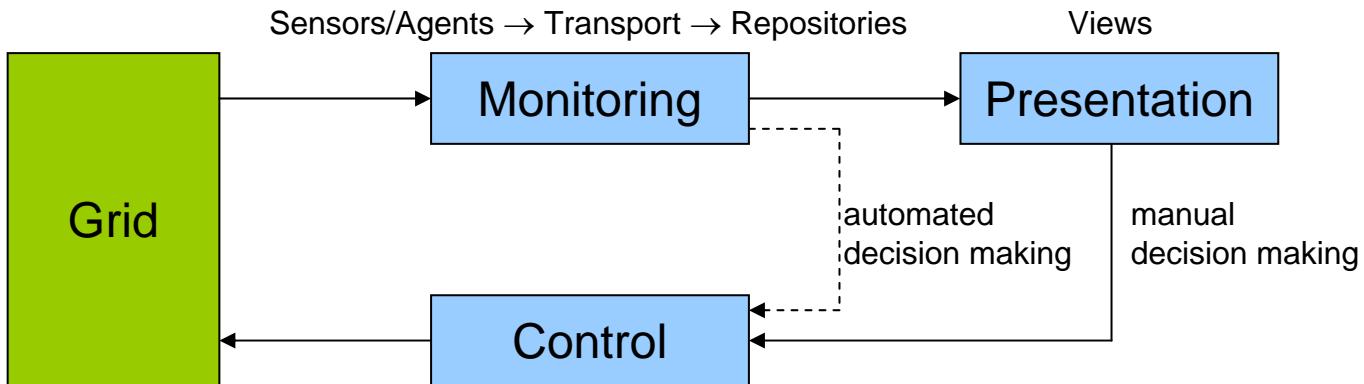 Sensors/Agents → Transport → Repositories
Views
Monitoring
Presentation
Grid
automated
decision making
manual
decision making
Control